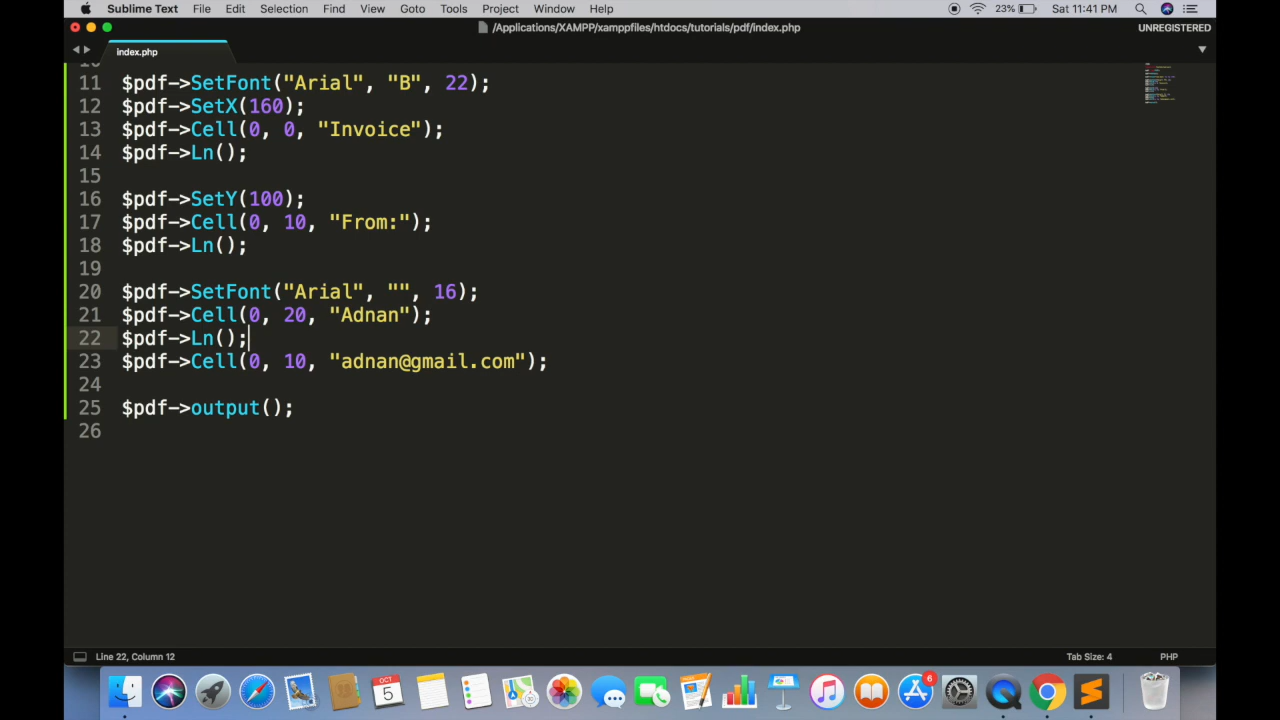 Sublime Text File Edit Selection Find View Goto Tools Project Window Help 23% Sat 11:41 PM
/Applications/XAMPP/xamppfiles/htdocs/tutorials/pdf/index.php UNREGISTERED
index.php
11 $pdf->SetFont("Arial", "B", 22);
12 $pdf->SetX(160);
13 $pdf->Cell(0, 0, "Invoice");
14 $pdf->Ln();
15
16 $pdf->SetY(100);
17 $pdf->Cell(0, 10, "From:");
18 $pdf->Ln();
19
20 $pdf->SetFont("Arial", "", 16);
21 $pdf->Cell(0, 20, "Adnan");
22 $pdf->Ln();
23 $pdf->Cell(0, 10, "adnan@gmail.com");
24
25 $pdf->output();
26
Line 22, Column 12 Tab Size: 4 PHP
OCT
5
6